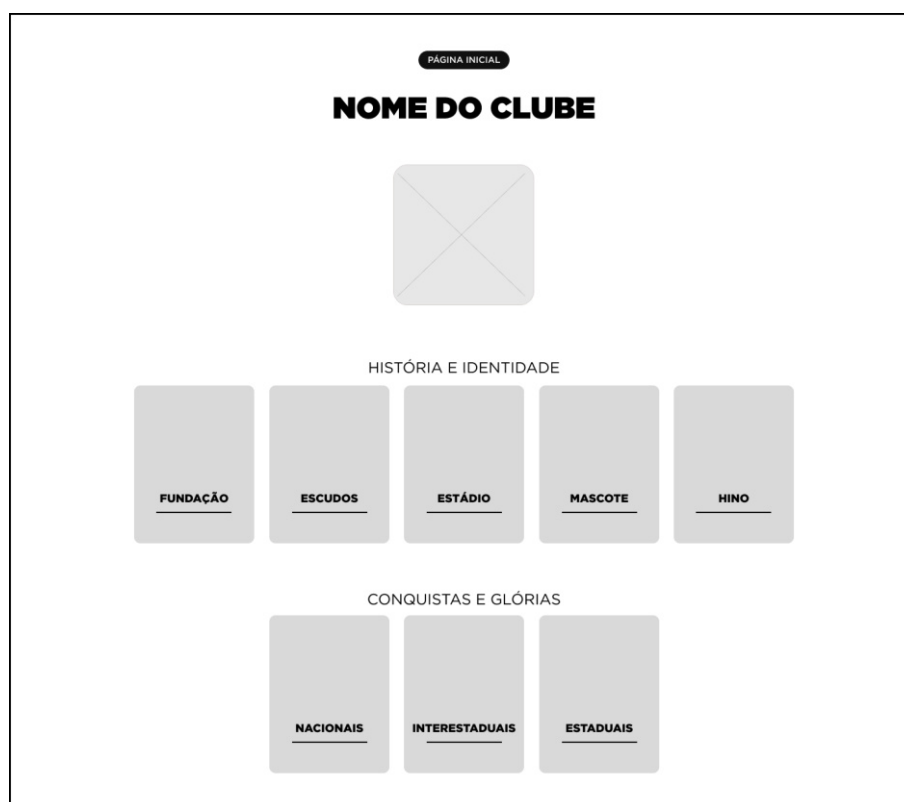 PÁGINA INICIAL
NOME DO CLUBE
HISTÓRIA E IDENTIDADE
FUNDAÇÃO ESCUDOS ESTÁDIO MASCOTE HINO
CONQUISTAS E GLÓRIAS
NACIONAIS INTERESTADUAIS ESTADUAIS